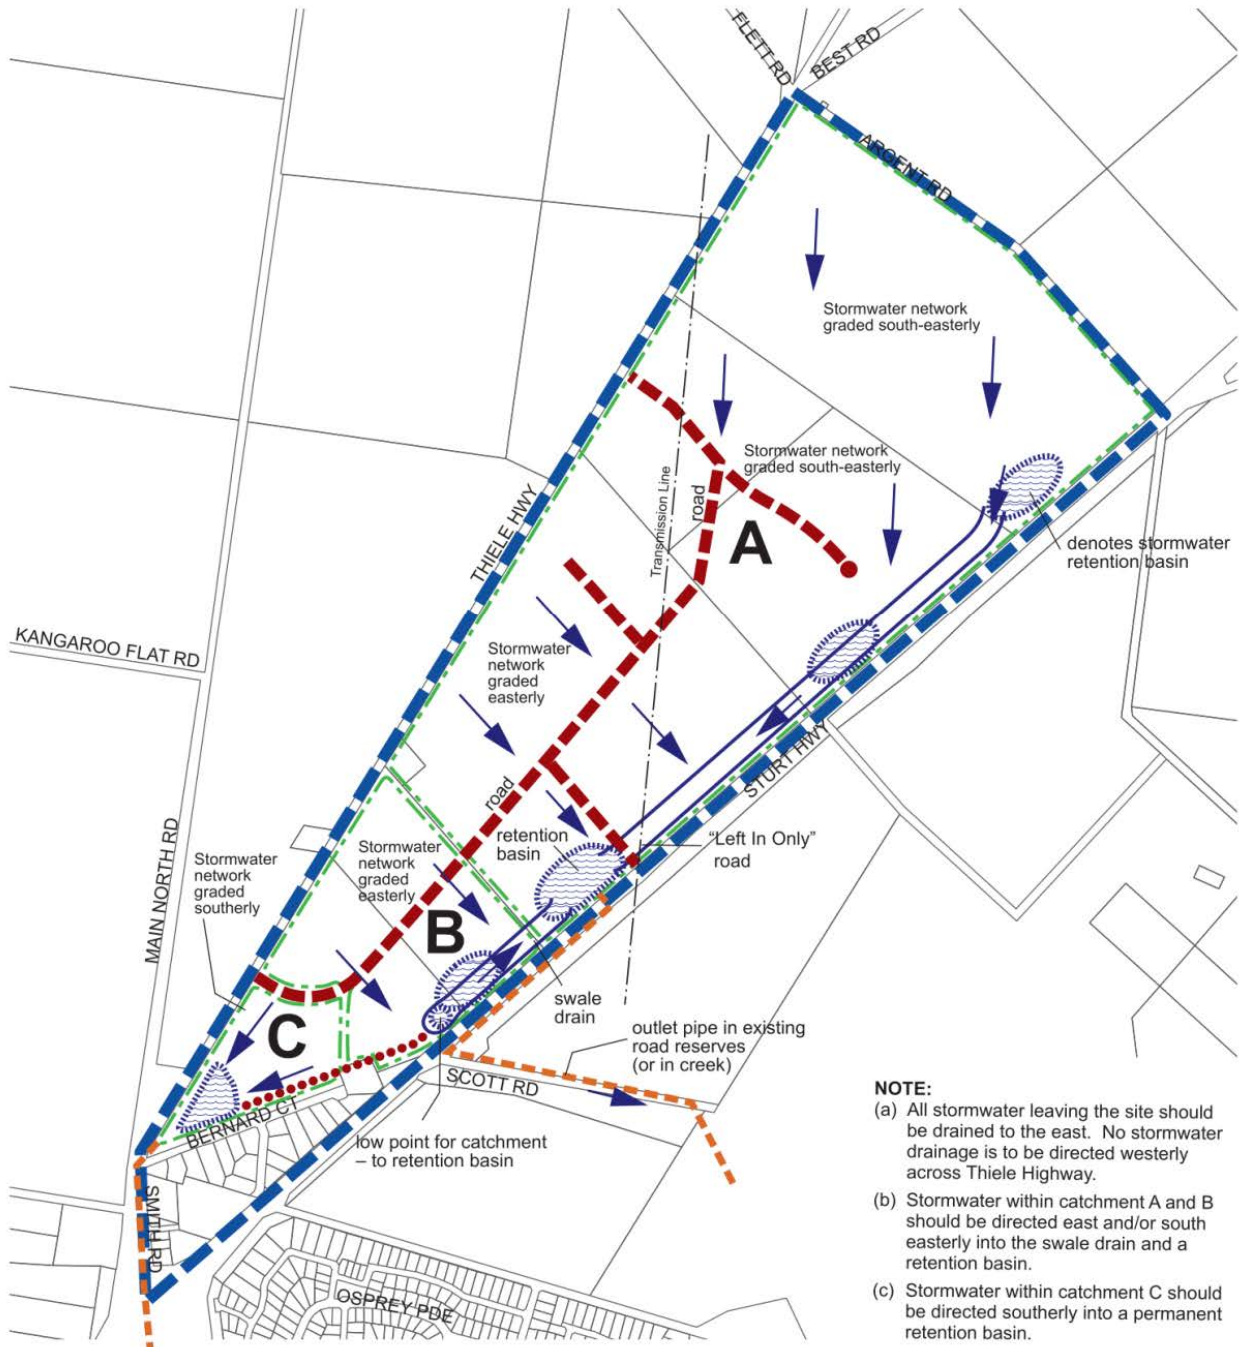 FLETT RD
BEST RD
ARGENT RD
Stormwater network
graded south-easterly
Stormwater network
graded south-easterly
THIELE HWY
Transmission Line
road
A
denotes stormwater
retention basin
KANGAROO FLAT RD
Stormwater
network
graded
easterly
STURT HWY
road
"Left In Only"
road
retention
basin
Stormwater
network
graded
easterly
Stormwater
network
graded
southerly
MAIN NORTH RD
B
swale
drain
C
outlet pipe in existing
road reserves
(or in creek)
SCOTT RD
BERNARD CT
low point for catchment
– to retention basin
SMITH RD
OSPREY PDE
NOTE:
(a) All stormwater leaving the site should
be drained to the east. No stormwater
drainage is to be directed westerly
across Thiele Highway.
(b) Stormwater within catchment A and B
should be directed east and/or south
easterly into the swale drain and a
retention basin.
(c) Stormwater within catchment C should
be directed southerly into a permanent
retention basin.